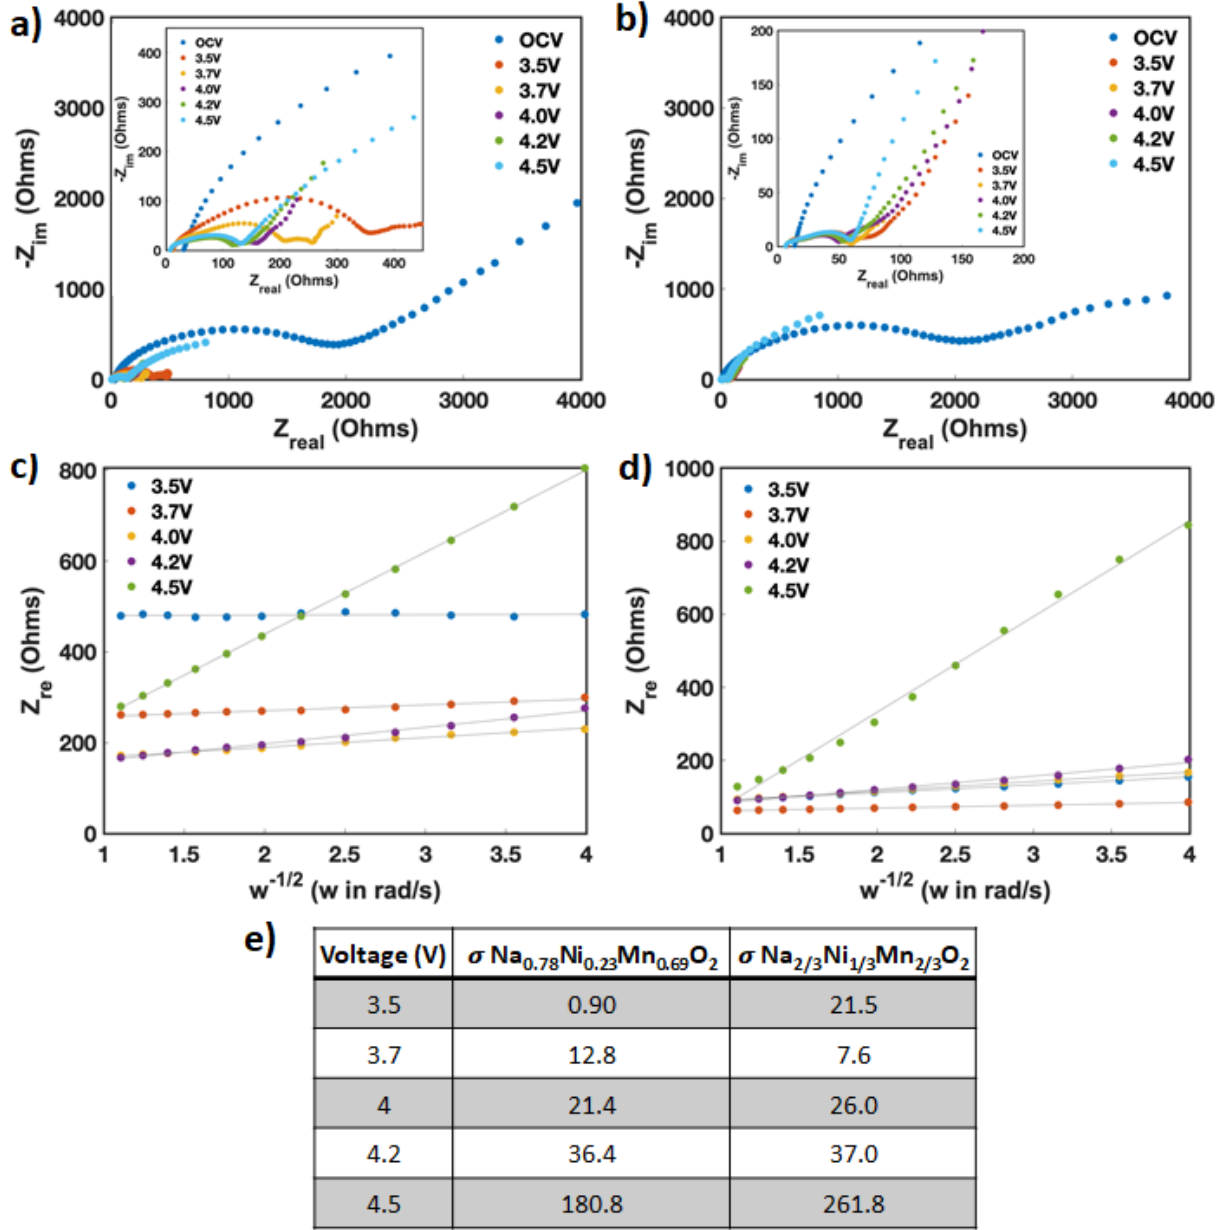 a)
4000
3000
2000
1000
0
-Z_im (Ohms)
0 1000 2000 3000 4000
Z_real (Ohms)
OCV
3.5V
3.7V
4.0V
4.2V
4.5V
400
300
200
100
0
-Z_im (Ohms)
0 100 200 300 400
Z_real (Ohms)
OCV
3.5V
3.7V
4.0V
4.2V
4.5V
b)
4000
3000
2000
1000
0
-Z_im (Ohms)
0 1000 2000 3000 4000
Z_real (Ohms)
OCV
3.5V
3.7V
4.0V
4.2V
4.5V
200
150
100
50
0
-Z_im (Ohms)
0 50 100 150 200
Z_real (Ohms)
OCV
3.5V
3.7V
4.0V
4.2V
4.5V
c)
800
600
400
200
0
Z_re (Ohms)
1 1.5 2 2.5 3 3.5 4
w^-1/2 (w in rad/s)
3.5V
3.7V
4.0V
4.2V
4.5V
d)
1000
800
600
400
200
0
Z_re (Ohms)
1 1.5 2 2.5 3 3.5 4
w^-1/2 (w in rad/s)
3.5V
3.7V
4.0V
4.2V
4.5V
e)
Voltage (V) σ Na0.78Ni0.23Mn0.69O2 σ Na2/3Ni1/3Mn2/3O2
3.5 0.90 21.5
3.7 12.8 7.6
4 21.4 26.0
4.2 36.4 37.0
4.5 180.8 261.8